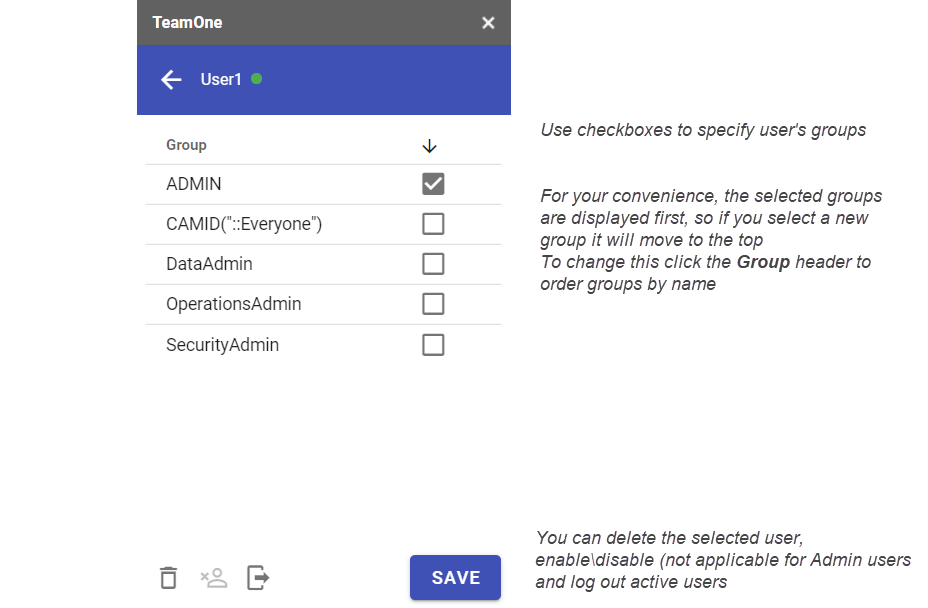 TeamOne
User1
Use checkboxes to specify user's groups
Group
ADMIN
CAMID("::Everyone")
DataAdmin
OperationsAdmin
SecurityAdmin
For your convenience, the selected groups
are displayed first, so if you select a new
group it will move to the top
To change this click the Group header to
order groups by name
You can delete the selected user,
enable\disable (not applicable for Admin users
and log out active users
SAVE